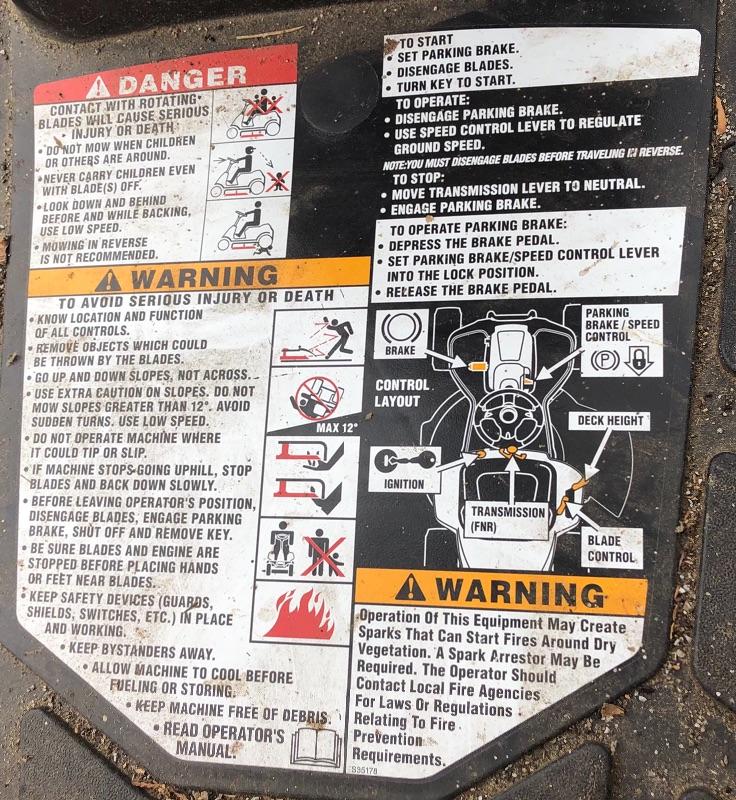 DANGER
CONTACT WITH ROTATING
BLADES WILL CAUSE SERIOUS
INJURY OR DEATH
• DO NOT MOW WHEN CHILDREN
OR OTHERS ARE AROUND.
• NEVER CARRY CHILDREN EVEN
WITH BLADE(S) OFF.
• LOOK DOWN AND BEHIND
BEFORE AND WHILE BACKING,
USE LOW SPEED.
• MOWING IN REVERSE
IS NOT RECOMMENDED.
WARNING
TO AVOID SERIOUS INJURY OR DEATH
• KNOW LOCATION AND FUNCTION
OF ALL CONTROLS.
• REMOVE OBJECTS WHICH COULD
BE THROWN BY THE BLADES.
• GO UP AND DOWN SLOPES, NOT ACROSS.
• USE EXTRA CAUTION ON SLOPES. DO NOT
MOW SLOPES GREATER THAN 12°. AVOID
SUDDEN TURNS. USE LOW SPEED.
• DO NOT OPERATE MACHINE WHERE
IT COULD TIP OR SLIP.
• IF MACHINE STOPS GOING UPHILL, STOP
BLADES AND BACK DOWN SLOWLY.
• BEFORE LEAVING OPERATOR'S POSITION,
DISENGAGE BLADES, ENGAGE PARKING
BRAKE, SHUT OFF AND REMOVE KEY.
• BE SURE BLADES AND ENGINE ARE
STOPPED BEFORE PLACING HANDS
OR FEET NEAR BLADES.
• KEEP SAFETY DEVICES (GUARDS,
SHIELDS, SWITCHES, ETC.) IN PLACE
AND WORKING.
• KEEP BYSTANDERS AWAY.
• ALLOW MACHINE TO COOL BEFORE
FUELING OR STORING.
• KEEP MACHINE FREE OF DEBRIS.
• READ OPERATOR'S
MANUAL.
MAX 12°
TO START
• SET PARKING BRAKE.
• DISENGAGE BLADES.
• TURN KEY TO START.
TO OPERATE:
• DISENGAGE PARKING BRAKE.
• USE SPEED CONTROL LEVER TO REGULATE
GROUND SPEED.
NOTE:YOU MUST DISENGAGE BLADES BEFORE TRAVELING IN REVERSE.
TO STOP:
• MOVE TRANSMISSION LEVER TO NEUTRAL.
• ENGAGE PARKING BRAKE.
TO OPERATE PARKING BRAKE:
• DEPRESS THE BRAKE PEDAL.
• SET PARKING BRAKE/SPEED CONTROL LEVER
INTO THE LOCK POSITION.
• RELEASE THE BRAKE PEDAL.
BRAKE
PARKING
BRAKE / SPEED
CONTROL
P
CONTROL
LAYOUT
DECK HEIGHT
IGNITION
TRANSMISSION
(FNR)
BLADE
CONTROL
WARNING
Operation Of This Equipment May Create
Sparks That Can Start Fires Around Dry
Vegetation. A Spark Arrestor May Be
Required. The Operator Should
Contact Local Fire Agencies
For Laws Or Regulations
Relating To Fire
Prevention
Requirements.
S95178